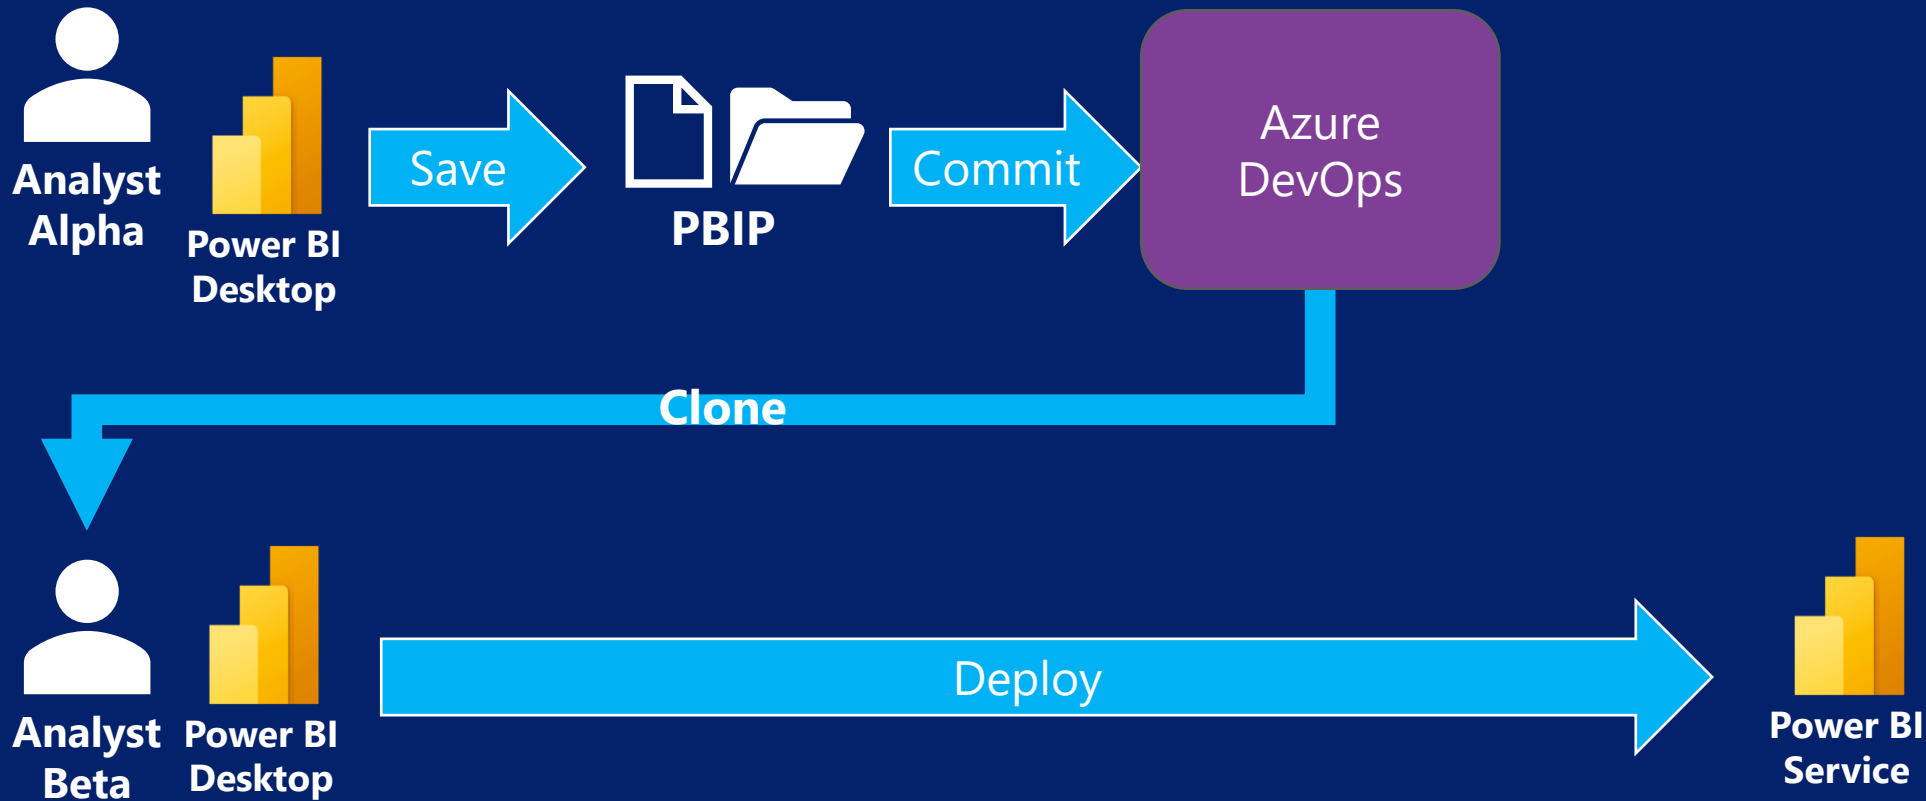 Analyst
Alpha
Power BI
Desktop
Save
PBIP
Commit
Azure
DevOps
Clone
Analyst
Beta
Power BI
Desktop
Deploy
Power BI
Service